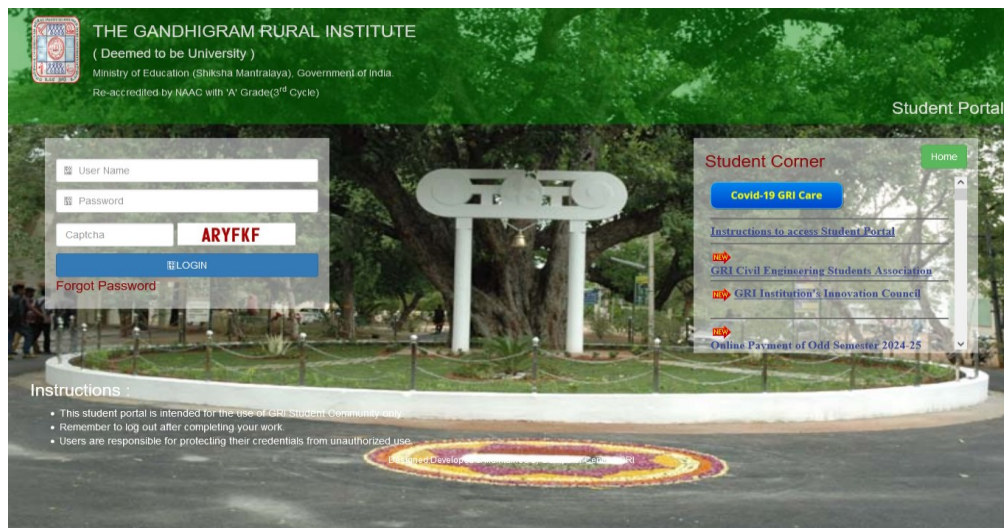 THE GANDHIGRAM RURAL INSTITUTE
( Deemed to be University )
Ministry of Education (Shiksha Mantralaya), Government of India.
Re-accredited by NAAC with 'A' Grade(3rd Cycle)
Student Portal
User Name
Password
Captcha
ARYFKF
LOGIN
Forgot Password
Student Corner
Home
Covid-19 GRI Care
Instructions to access Student Portal
NEW
GRI Civil Engineering Students Association
NEW GRI Institution's Innovation Council
NEW
Online Payment of Odd Semester 2024-25
Instructions :
This student portal is intended for the use of GRI Student Community only.
Remember to log out after completing your work.
Users are responsible for protecting their credentials from unauthorized use.
Developed